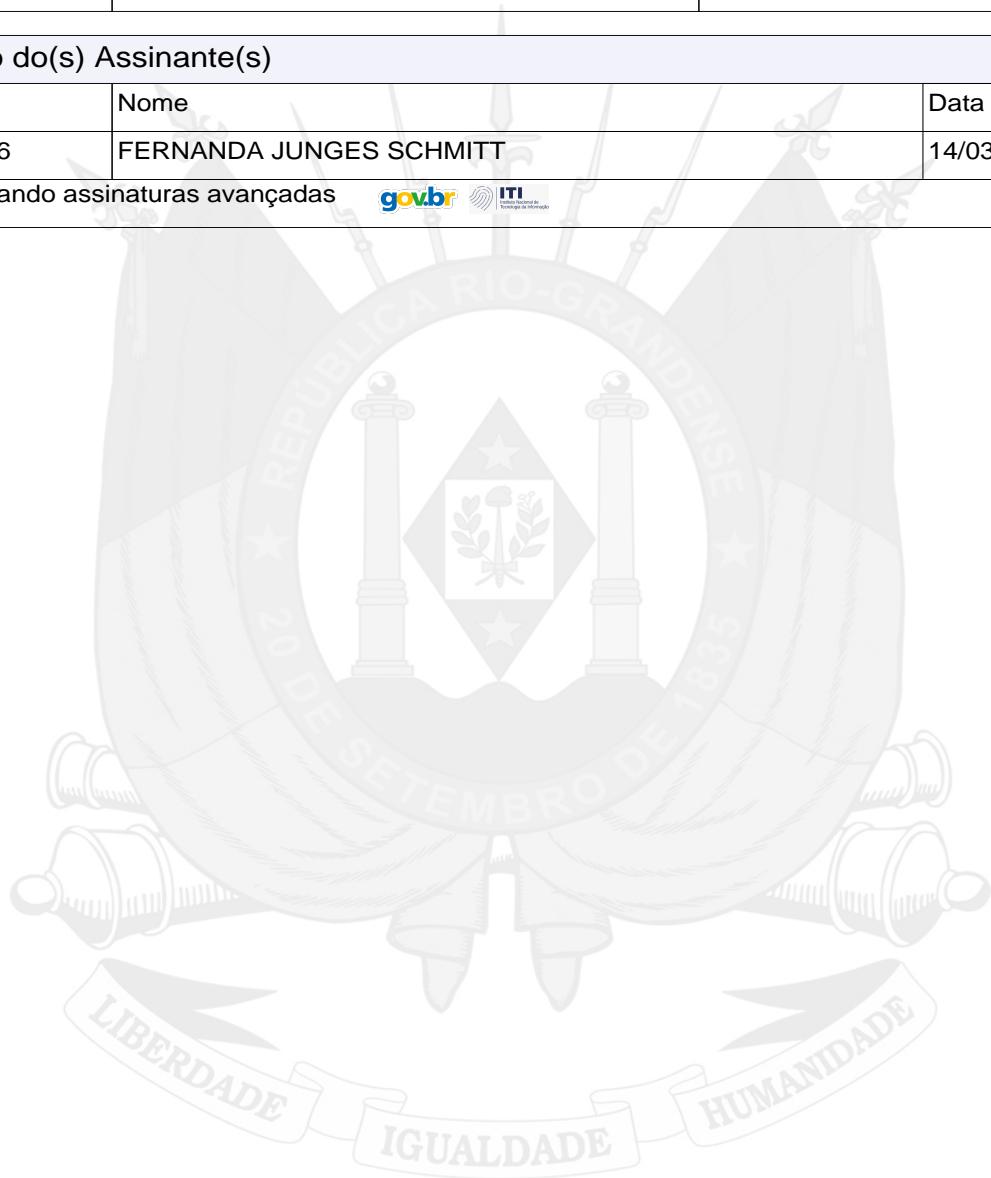 do(s) Assinante(s)
Nome
Data
6
FERNANDA JUNGES SCHMITT
14/03
ando assinaturas avançadas gov.br ITI
REPÚBLICA RIO-GRANDENSE
20 DE SETEMBRO DE 1835
LIBERDADE IGUALDADE HUMANIDADE